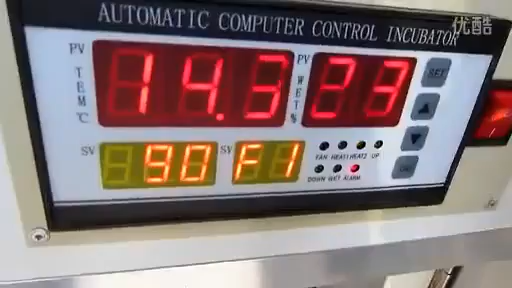 优酷
AUTOMATIC COMPUTER CONTROL INCUBATOR
PV TEM℃ 14.3 PV WET% 23 SET
SV 90 SV F1
FAN HEAT1 HEAT2 UP
DOWN WET ALARM